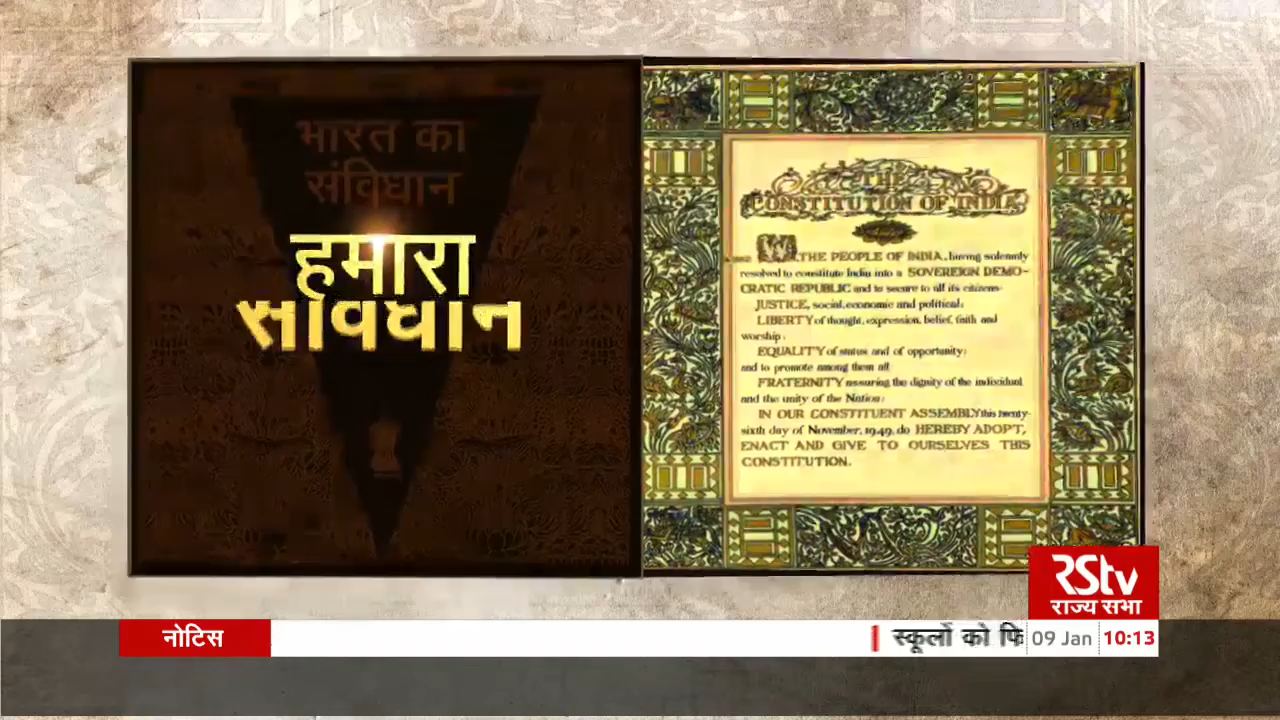 भारत का
संविधान
हमारा
संविधान
THE
CONSTITUTION OF INDIA
WE, THE PEOPLE OF INDIA, having solemnly
resolved to constitute India into a SOVEREIGN DEMO-
CRATIC REPUBLIC and to secure to all its citizens:
JUSTICE, social, economic and political;
LIBERTY of thought, expression, belief, faith and
worship;
EQUALITY of status and of opportunity;
and to promote among them all
FRATERNITY assuring the dignity of the individual
and the unity of the Nation;
IN OUR CONSTITUENT ASSEMBLY this twenty-
sixth day of November, 1949, do HEREBY ADOPT,
ENACT AND GIVE TO OURSELVES THIS
CONSTITUTION.
RStv
राज्य सभा
नोटिस
स्कूलों को फि
09 Jan
10:13